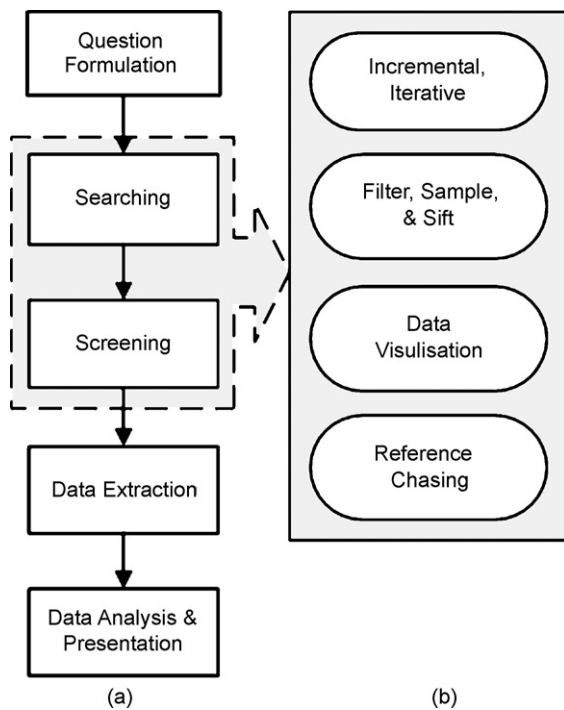 Question
Formulation
Searching
Screening
Data Extraction
Data Analysis &
Presentation
(a)
Incremental,
Iterative
Filter, Sample,
& Sift
Data
Visulisation
Reference
Chasing
(b)